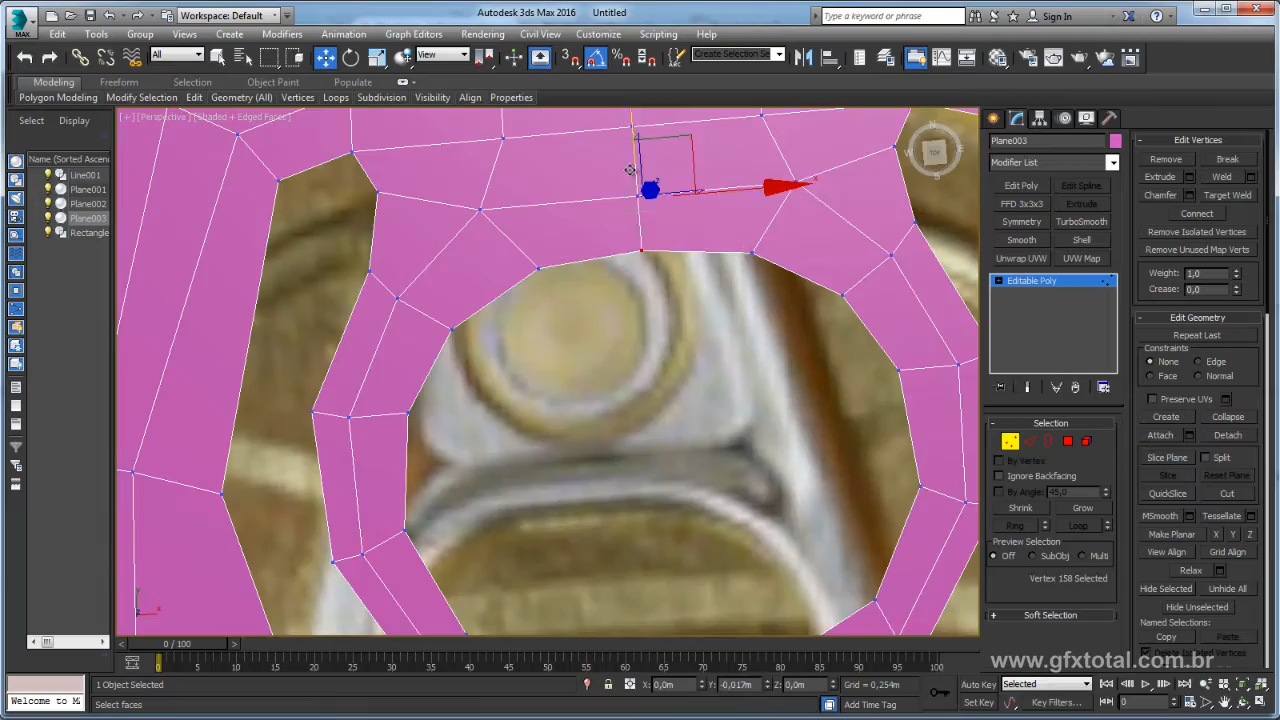 Workspace: Default
Autodesk 3ds Max 2016 Untitled
Type a keyword or phrase
Sign In
MAX
Edit Tools Group Views Create Modifiers Animation Graph Editors Rendering Civil View Customize Scripting Help
All
View
3
Create Selection Se
Modeling Freeform Selection Object Paint Populate
Polygon Modeling Modify Selection Edit Geometry (All) Vertices Loops Subdivision Visibility Align Properties
Select Display
[ + ] [Perspective ] [Shaded + Edged Faces ]
Name (Sorted Ascen
Line001
Plane001
Plane002
Plane003
Rectangle
N
W
TOP
E
S
x
z
Plane003
Modifier List
Edit Poly Edit Spline
FFD 3x3x3 Extrude
Symmetry TurboSmooth
Smooth Shell
Unwrap UVW UVW Map
Editable Poly
Selection
By Vertex
Ignore Backfacing
By Angle: 45,0
Shrink Grow
Ring Loop
Preview Selection
Off SubObj Multi
Vertex 158 Selected
Soft Selection
Edit Vertices
Remove Break
Extrude Weld
Chamfer Target Weld
Connect
Remove Isolated Vertices
Remove Unused Map Verts
Weight: 1,0
Crease: 0,0
Edit Geometry
Repeat Last
Constraints
None Edge
Face Normal
Preserve UVs
Create Collapse
Attach Detach
Slice Plane Split
Slice Reset Plane
QuickSlice Cut
MSmooth Tessellate
Make Planar X Y Z
View Align Grid Align
Relax
Hide Selected Unhide All
Hide Unselected
Named Selections:
Copy Paste
Delete Isolated Vertices
www.gfxtotal.com.br
0 / 100
0 5 10 15 20 25 30 35 40 45 50 55 60 65 70 75 80 85 90 95 100
1 Object Selected
X: 0,0m Y: -0,017m Z: 0,0m
Grid = 0,254m
Auto Key Selected
Welcome to M
Select faces
Add Time Tag
Set Key Key Filters...
0